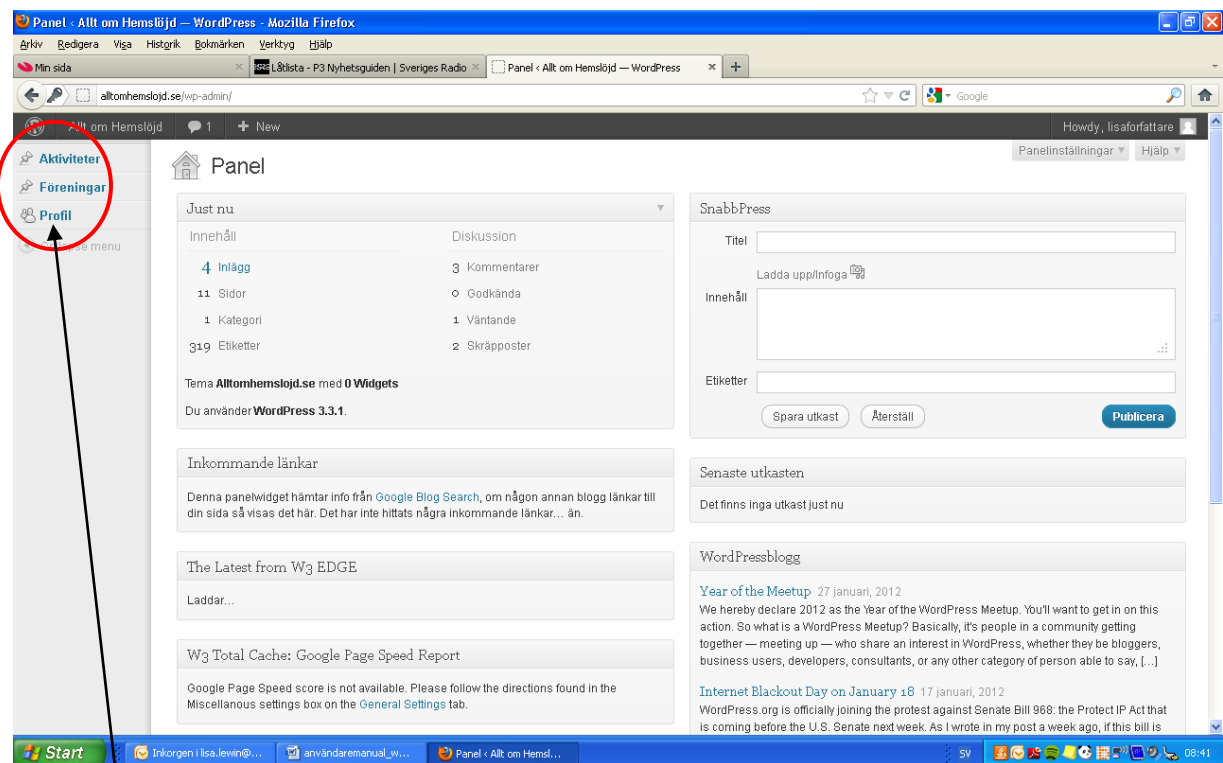 Panel ‹ Allt om Hemslöjd — WordPress - Mozilla Firefox
Arkiv Redigera Visa Historik Bokmärken Verktyg Hjälp
Min sida
Låtlista - P3 Nyhetsguiden | Sveriges Radio
Panel ‹ Allt om Hemslöjd — WordPress
alltomhemslojd.se/wp-admin/
Google
Allt om Hemslöjd 1 + New
Howdy, lisaforfattare
Aktiviteter
Föreningar
Profil
menu
Panel
Panelinställningar Hjälp
Just nu
Innehåll Diskussion
4 Inlägg 3 Kommentarer
11 Sidor 0 Godkända
1 Kategori 1 Väntande
319 Etiketter 2 Skräpposter
Tema Alltomhemslojd.se med 0 Widgets
Du använder WordPress 3.3.1.
Inkommande länkar
Denna panelwidget hämtar info från Google Blog Search, om någon annan blogg länkar till
din sida så visas det här. Det har inte hittats några inkommande länkar… än.
The Latest from W3 EDGE
Laddar…
W3 Total Cache: Google Page Speed Report
Google Page Speed score is not available. Please follow the directions found in the
Miscellanous settings box on the General Settings tab.
SnabbPress
Titel
Ladda upp/Infoga
Innehåll
Etiketter
Spara utkast Återställ Publicera
Senaste utkasten
Det finns inga utkast just nu
WordPressblogg
Year of the Meetup 27 januari, 2012
We hereby declare 2012 as the Year of the WordPress Meetup. You'll want to get in on this
action. So what is a WordPress Meetup? Basically, it's people in a community getting
together — meeting up — who share an interest in WordPress, whether they be bloggers,
business users, developers, consultants, or any other category of person able to say, […]
Internet Blackout Day on January 18 17 januari, 2012
WordPress.org is officially joining the protest against Senate Bill 968: the Protect IP Act that
is coming before the U.S. Senate next week. As I wrote in my post a week ago, if this bill is
Start Inkorgen i lisa.lewin@... användaremanual_w... Panel ‹ Allt om Hemsl... SV 08:41